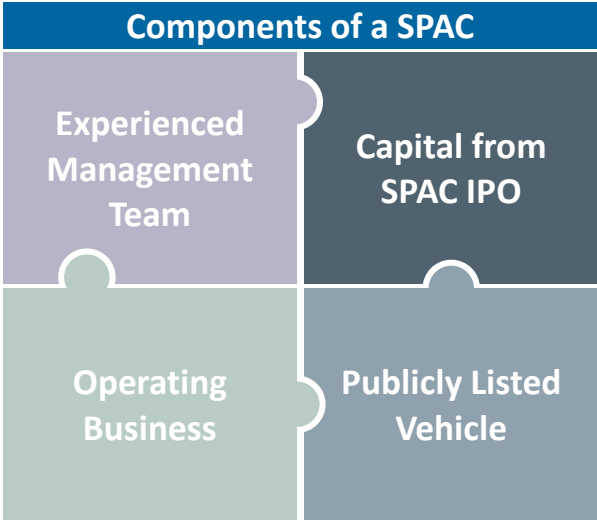 Components of a SPAC
Experienced
Management
Team
Capital from
SPAC IPO
Operating
Business
Publicly Listed
Vehicle